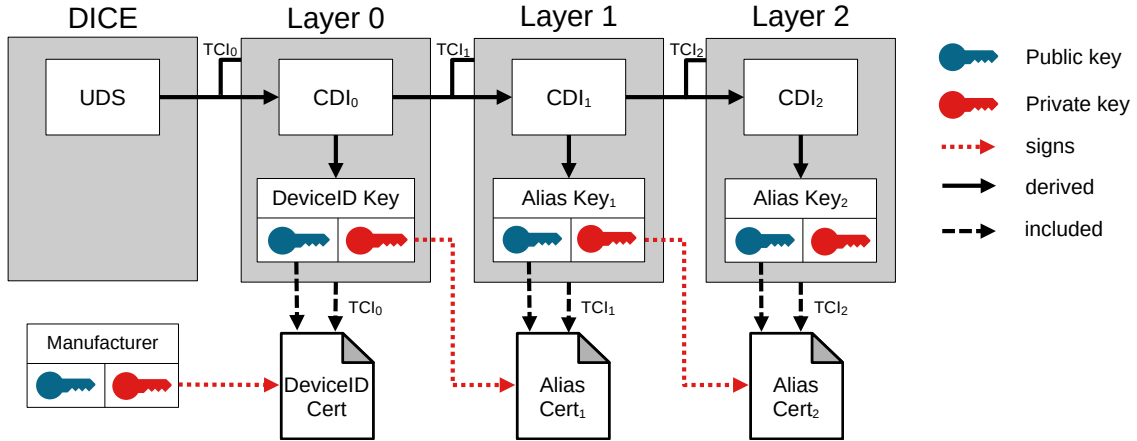 DICE
Layer 0
Layer 1
Layer 2
TCI₀
TCI₁
TCI₂
UDS
CDI₀
CDI₁
CDI₂
Public key
Private key
signs
derived
included
DeviceID Key
Alias Key₁
Alias Key₂
TCI₀
TCI₁
TCI₂
Manufacturer
DeviceID
Cert
Alias
Cert₁
Alias
Cert₂